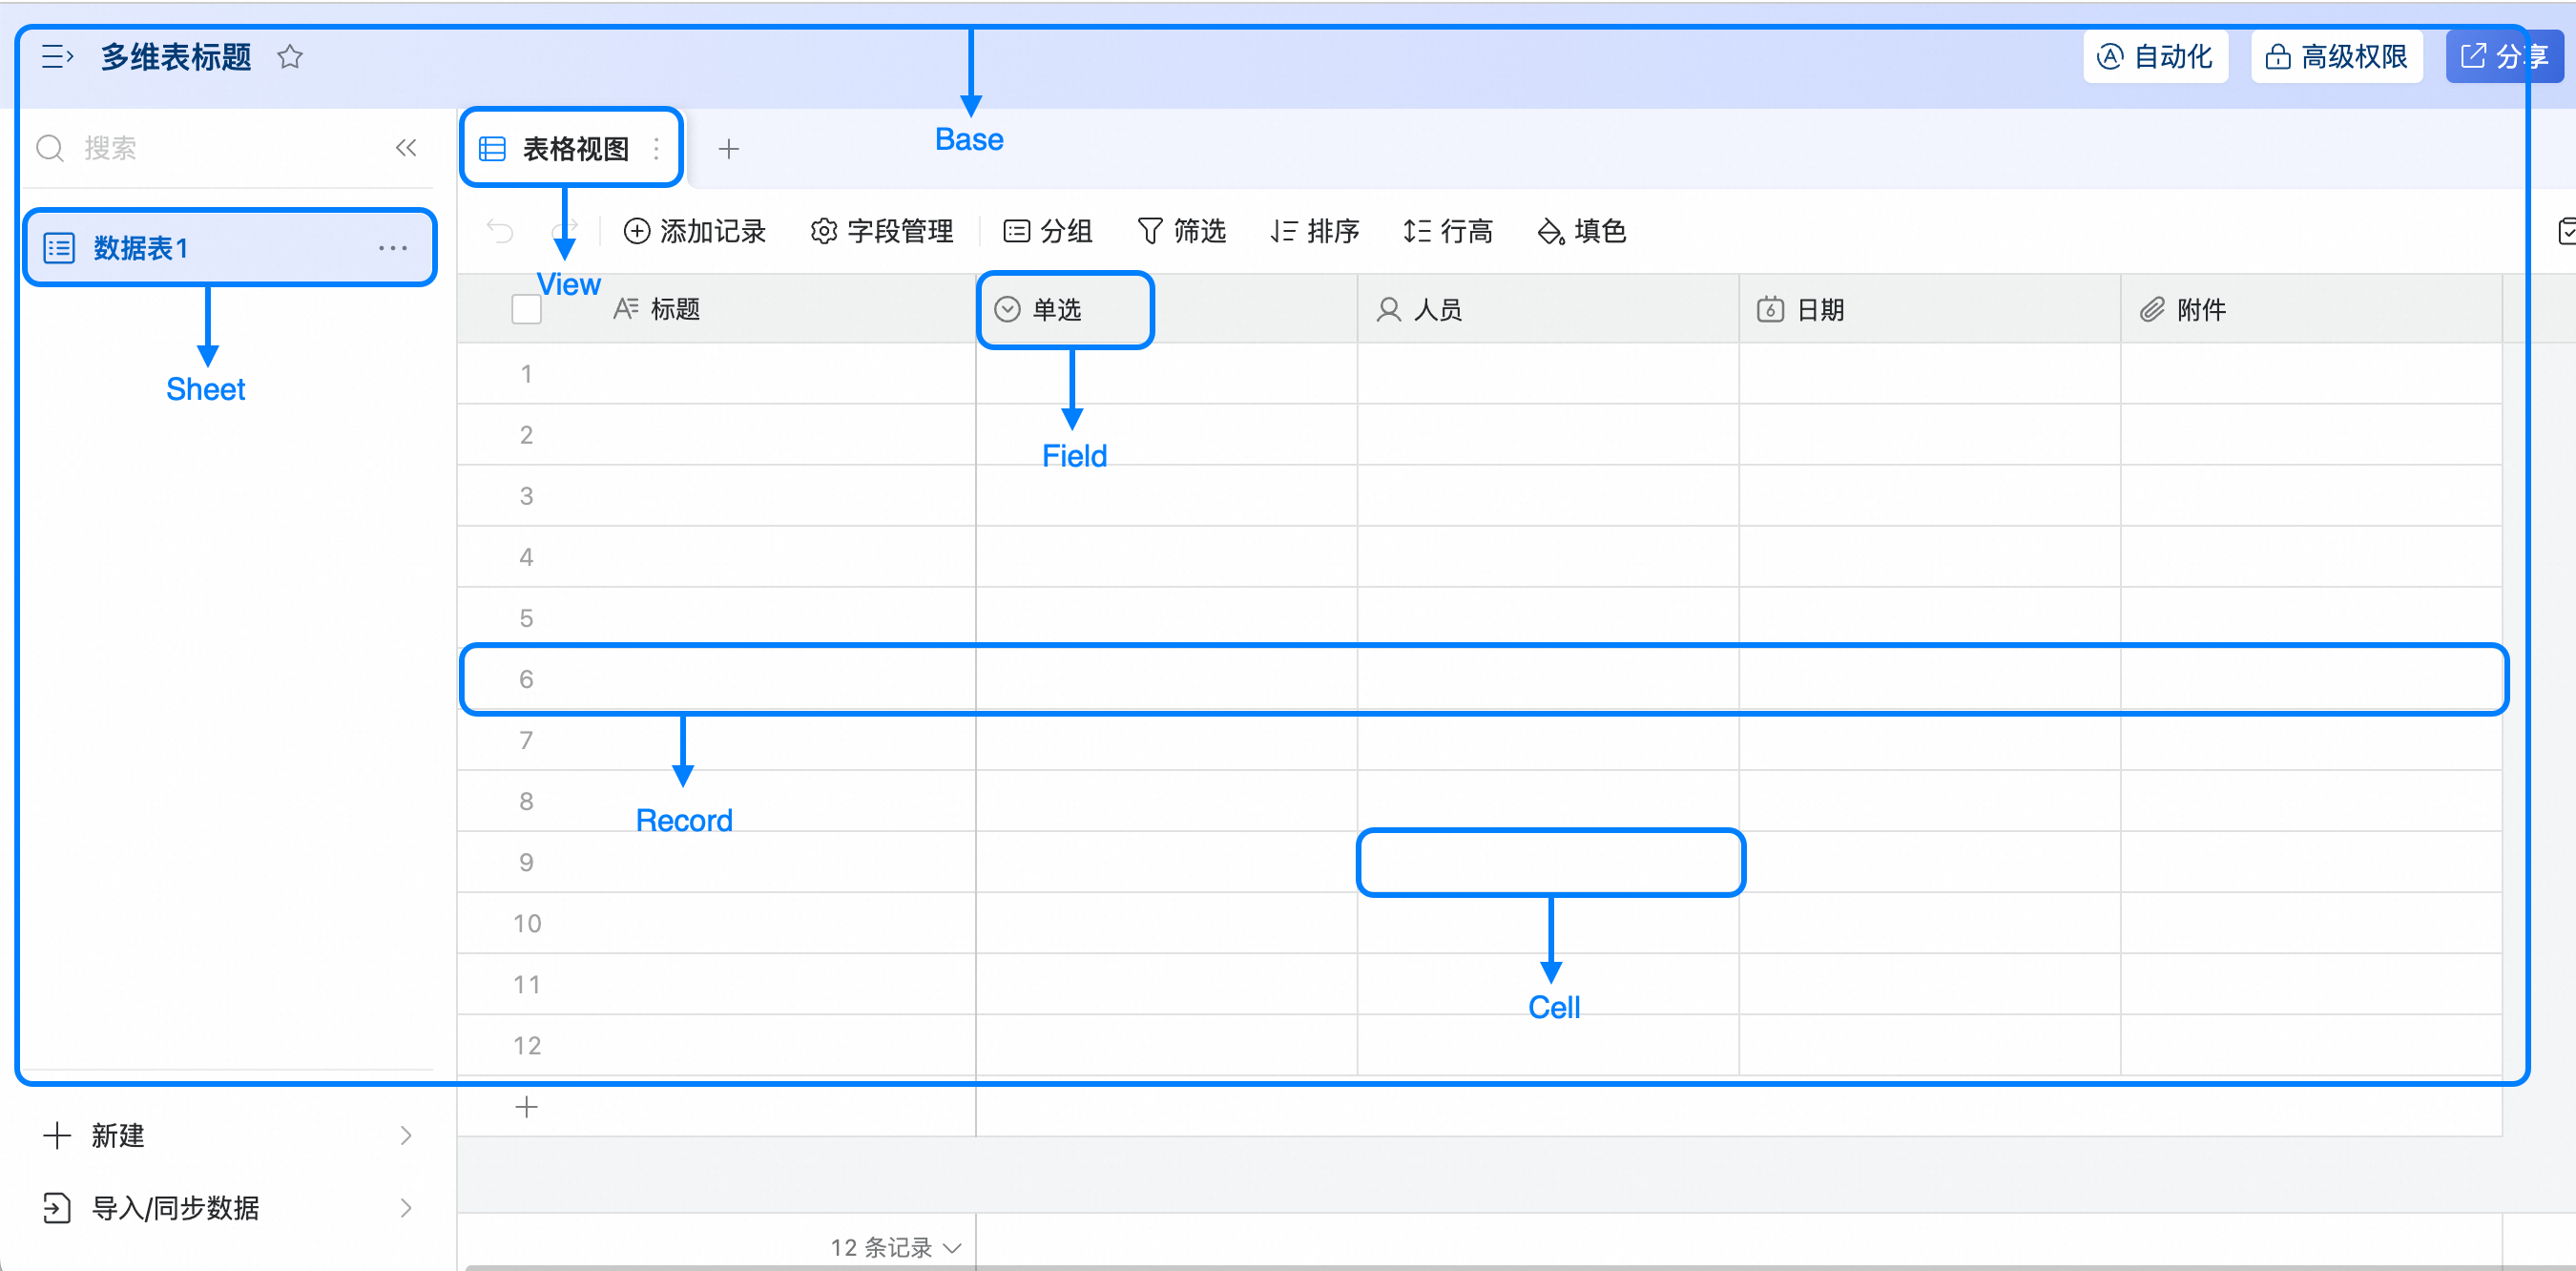 多维表标题
自动化
高级权限
分享
Base
搜索
表格视图
数据表1
添加记录
字段管理
分组
筛选
排序
行高
填色
View
Sheet
标题
单选
人员
6
日期
附件
Field
1
2
3
4
5
6
7
Record
8
9
10
Cell
11
12
新建
导入/同步数据
12 条记录